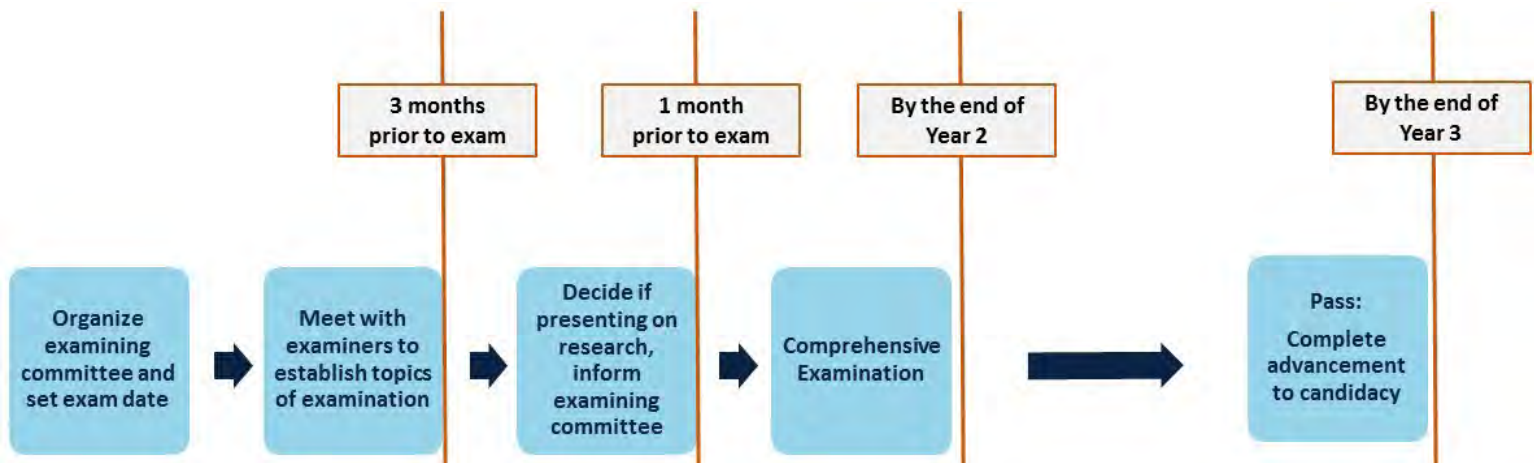 3 months
prior to exam
1 month
prior to exam
By the end of
Year 2
By the end of
Year 3
Organize
examining
committee and
set exam date
Meet with
examiners to
establish topics
of examination
Decide if
presenting on
research,
inform
examining
committee
Comprehensive
Examination
Pass:
Complete
advancement
to candidacy